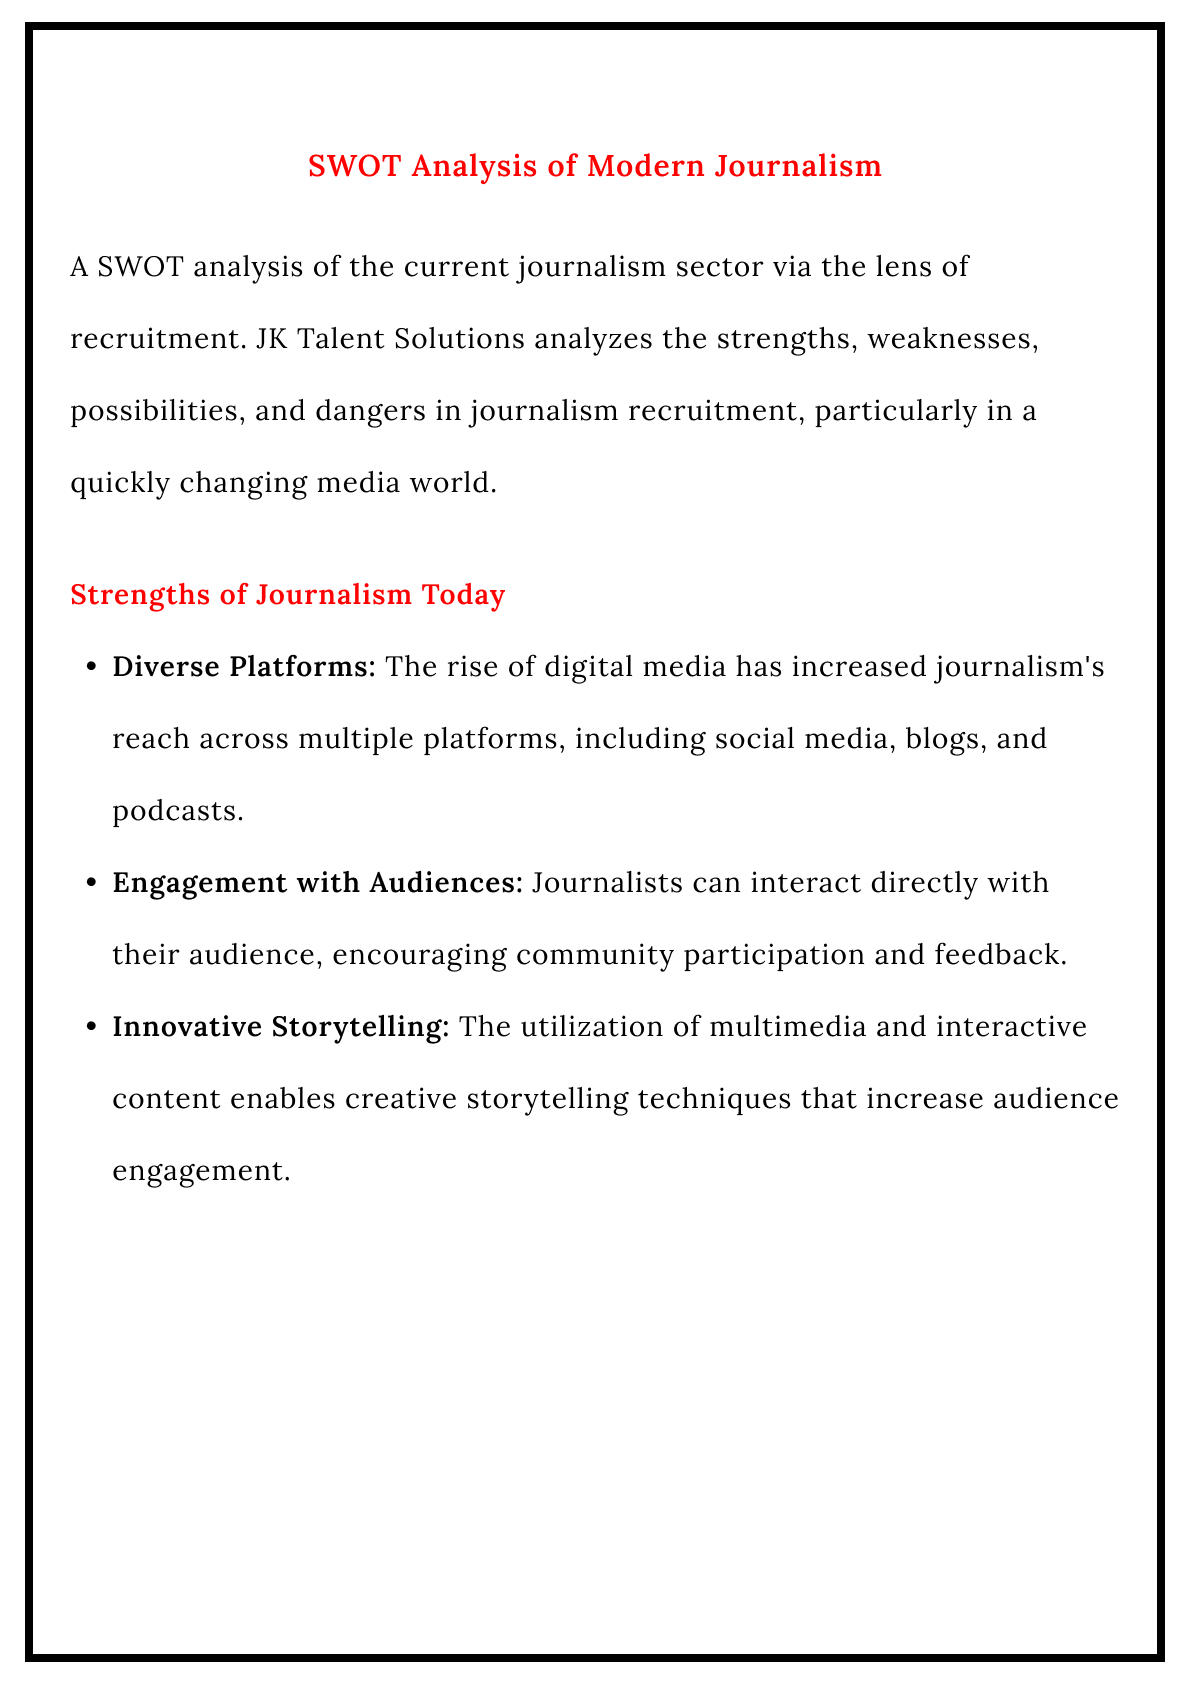 SWOT Analysis of Modern Journalism
A SWOT analysis of the current journalism sector via the lens of
recruitment. JK Talent Solutions analyzes the strengths, weaknesses,
possibilities, and dangers in journalism recruitment, particularly in a
quickly changing media world.
Strengths of Journalism Today
• Diverse Platforms: The rise of digital media has increased journalism's
reach across multiple platforms, including social media, blogs, and
podcasts.
• Engagement with Audiences: Journalists can interact directly with
their audience, encouraging community participation and feedback.
• Innovative Storytelling: The utilization of multimedia and interactive
content enables creative storytelling techniques that increase audience
engagement.